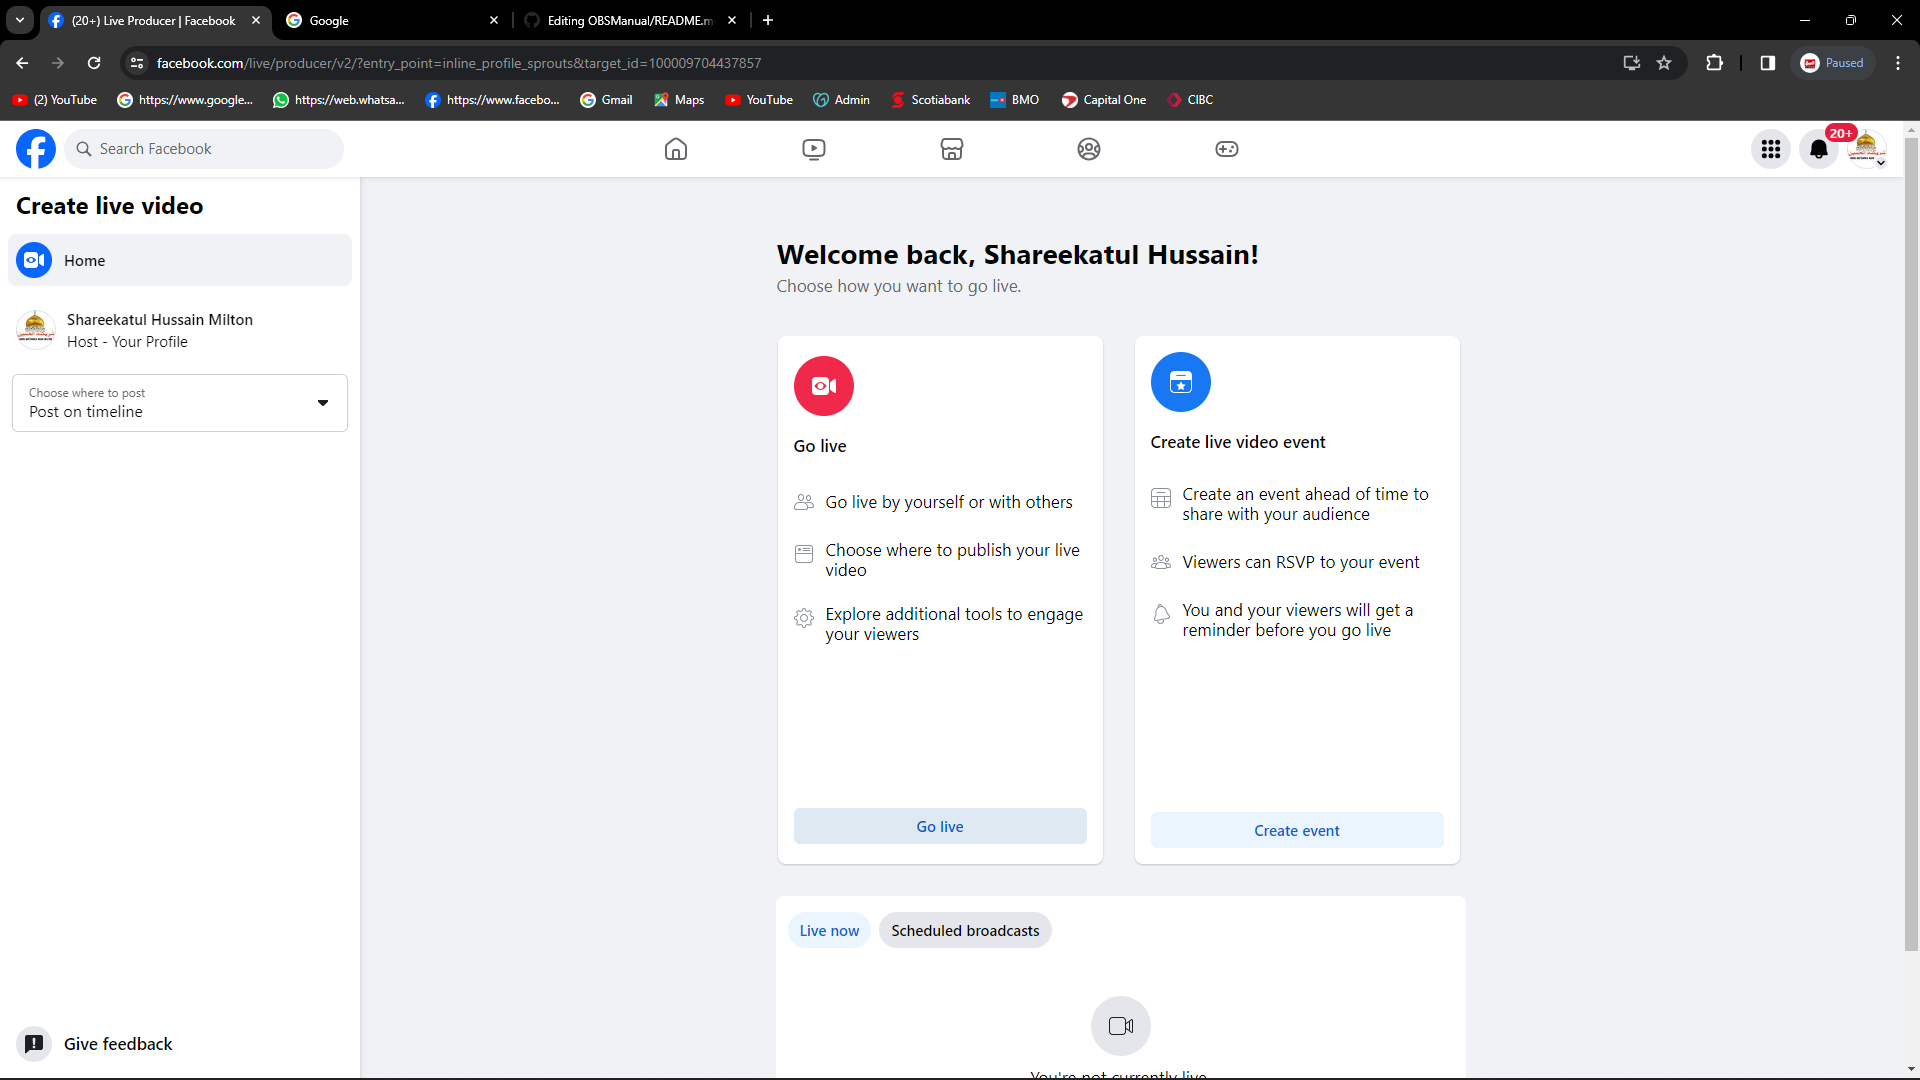 (20+) Live Producer | Facebook
Google
Editing OBSManual/README.m
facebook.com/live/producer/v2/?entry_point=inline_profile_sprouts&target_id=100009704437857
Paused
(2) YouTube
https://www.google...
https://web.whatsa...
https://www.facebo...
Gmail
Maps
YouTube
Admin
Scotiabank
BMO
Capital One
CIBC
Search Facebook
20+
Create live video
Home
Shareekatul Hussain Milton
Host - Your Profile
Choose where to post
Post on timeline
Give feedback
Welcome back, Shareekatul Hussain!
Choose how you want to go live.
Go live
Go live by yourself or with others
Choose where to publish your live
video
Explore additional tools to engage
your viewers
Go live
Create live video event
Create an event ahead of time to
share with your audience
Viewers can RSVP to your event
You and your viewers will get a
reminder before you go live
Create event
Live now
Scheduled broadcasts
You're not currently live